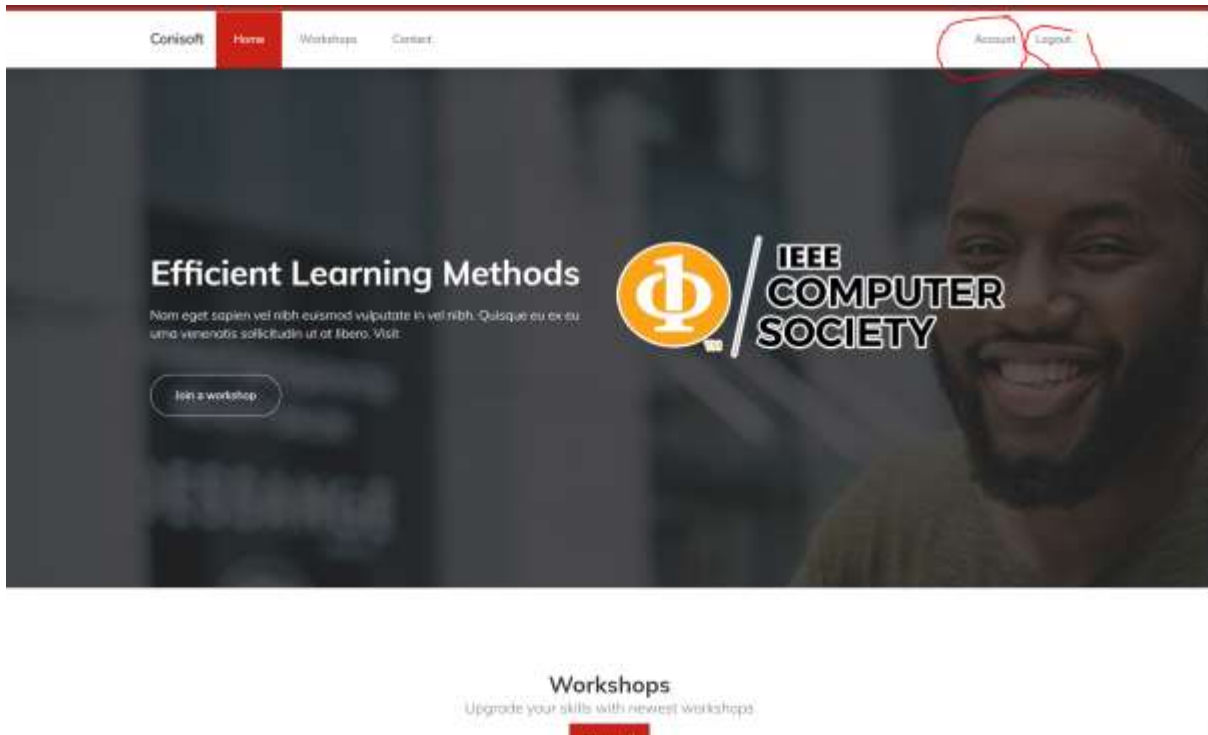 Conisoft
Home
Workshops
Contact
Account
Logout
Efficient Learning Methods
Nam eget sapien vel nibh euismod vulputate in vel nibh. Quisque eu ex eu
urna venenatis sollicitudin ut at libero. Visit
Join a workshop
IEEE
COMPUTER
SOCIETY
TM
Workshops
Upgrade your skills with newest workshops